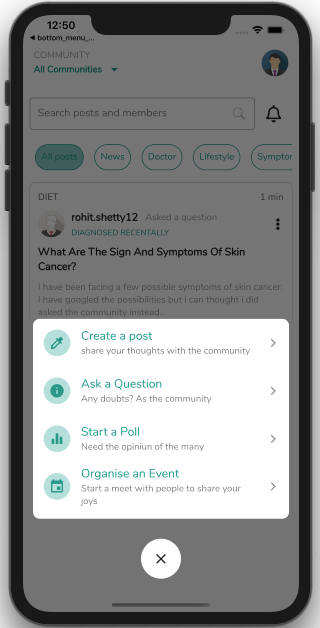 12:50
◀ bottom_menu_...
COMMUNITY
All Communities
Search posts and members
All posts News Doctor Lifestyle Symptor
DIET 1 min
rohit.shetty12 Asked a question
DIAGNOSED RECENTALLY
What Are The Sign And Symptoms Of Skin
Cancer?
I have been facing a few possible symptoms of skin cancer.
I have googled the possibilities but i can thought i did
asked the community instead...
Create a post
share your thoughts with the community
Ask a Question
Any doubts? As the community
Start a Poll
Need the opiniun of the many
Organise an Event
Start a meet with people to share your
joys